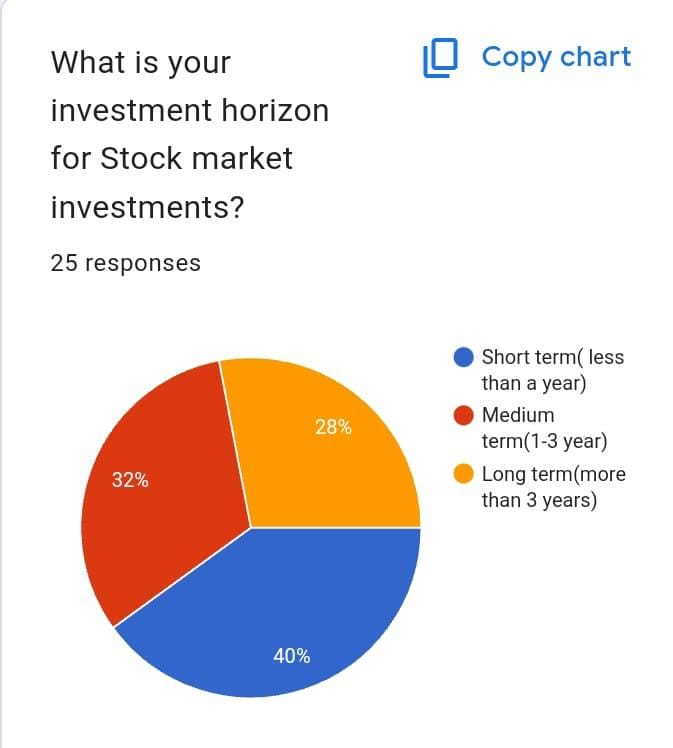 What is your
investment horizon
for Stock market
investments?
Copy chart
25 responses
Short term( less
than a year)
Medium
term(1-3 year)
Long term(more
than 3 years)
28%
32%
40%